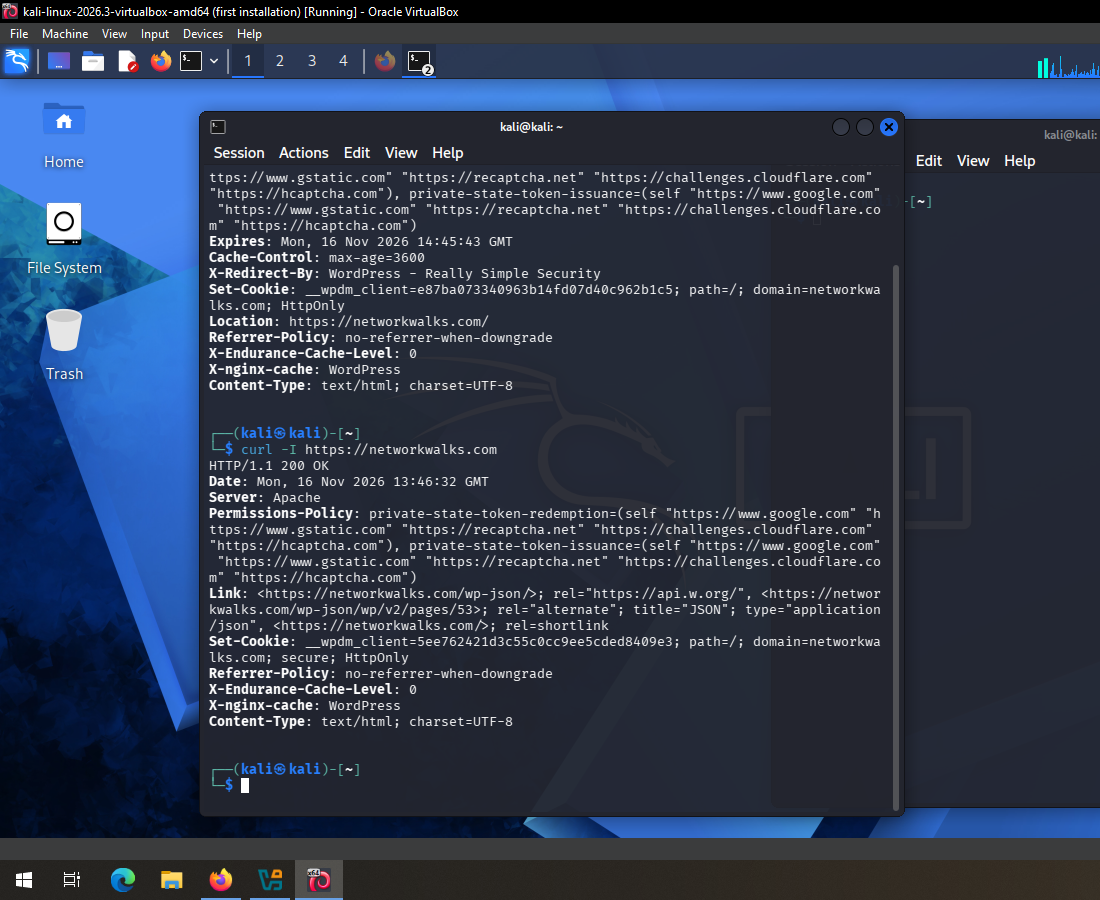 kali-linux-2026.3-virtualbox-amd64 (first installation) [Running] - Oracle VirtualBox
File Machine View Input Devices Help
1 2 3 4
2
Home
File System
Trash
kali@kali: ~
Session Actions Edit View Help
ttps://www.gstatic.com" "https://recaptcha.net" "https://challenges.cloudflare.com"
"https://hcaptcha.com"), private-state-token-issuance=(self "https://www.google.com"
"https://www.gstatic.com" "https://recaptcha.net" "https://challenges.cloudflare.co
m" "https://hcaptcha.com")
Expires: Mon, 16 Nov 2026 14:45:43 GMT
Cache-Control: max-age=3600
X-Redirect-By: WordPress - Really Simple Security
Set-Cookie: __wpdm_client=e87ba073340963b14fd07d40c962b1c5; path=/; domain=networkwa
lks.com; HttpOnly
Location: https://networkwalks.com/
Referrer-Policy: no-referrer-when-downgrade
X-Endurance-Cache-Level: 0
X-nginx-cache: WordPress
Content-Type: text/html; charset=UTF-8
┌──(kali㉿kali)-[~]
└─$ curl -I https://networkwalks.com
HTTP/1.1 200 OK
Date: Mon, 16 Nov 2026 13:46:32 GMT
Server: Apache
Permissions-Policy: private-state-token-redemption=(self "https://www.google.com" "h
ttps://www.gstatic.com" "https://recaptcha.net" "https://challenges.cloudflare.com"
"https://hcaptcha.com"), private-state-token-issuance=(self "https://www.google.com"
"https://www.gstatic.com" "https://recaptcha.net" "https://challenges.cloudflare.co
m" "https://hcaptcha.com")
Link: <https://networkwalks.com/wp-json/>; rel="https://api.w.org/", <https://networ
kwalks.com/wp-json/wp/v2/pages/53>; rel="alternate"; title="JSON"; type="application
/json", <https://networkwalks.com/>; rel=shortlink
Set-Cookie: __wpdm_client=5ee762421d3c55c0cc9ee5cded8409e3; path=/; domain=networkwa
lks.com; secure; HttpOnly
Referrer-Policy: no-referrer-when-downgrade
X-Endurance-Cache-Level: 0
X-nginx-cache: WordPress
Content-Type: text/html; charset=UTF-8
┌──(kali㉿kali)-[~]
└─$
kali@kali:
Edit View Help
-[~]